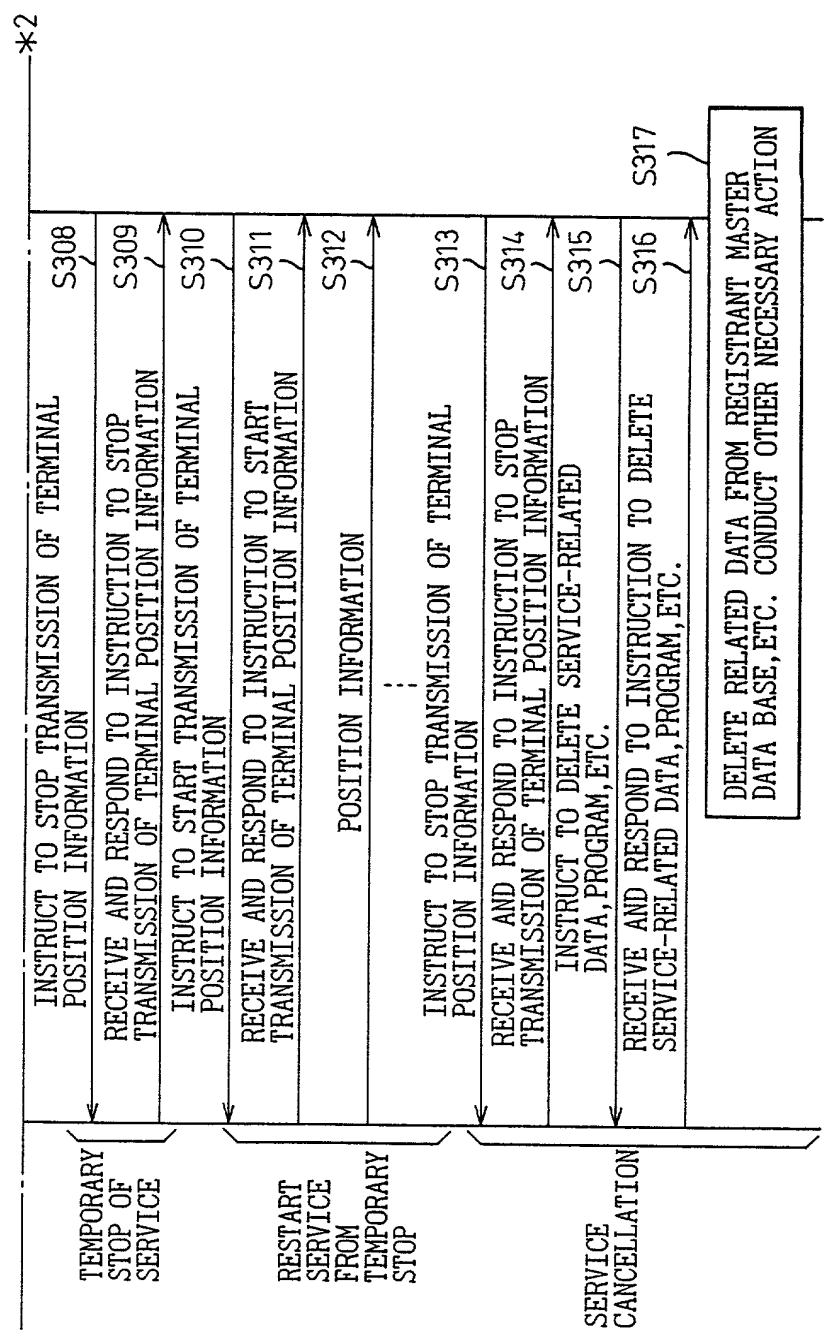 *2
INSTRUCT TO STOP TRANSMISSION OF TERMINAL
POSITION INFORMATION
S308
TEMPORARY
STOP OF
SERVICE
RECEIVE AND RESPOND TO INSTRUCTION TO STOP
TRANSMISSION OF TERMINAL POSITION INFORMATION
S309
INSTRUCT TO START TRANSMISSION OF TERMINAL
POSITION INFORMATION
S310
RESTART
SERVICE
FROM
TEMPORARY
STOP
RECEIVE AND RESPOND TO INSTRUCTION TO START
TRANSMISSION OF TERMINAL POSITION INFORMATION
S311
POSITION INFORMATION
S312
INSTRUCT TO STOP TRANSMISSION OF TERMINAL
POSITION INFORMATION
S313
SERVICE
CANCELLATION
RECEIVE AND RESPOND TO INSTRUCTION TO STOP
TRANSMISSION OF TERMINAL POSITION INFORMATION
S314
INSTRUCT TO DELETE SERVICE-RELATED
DATA,PROGRAM,ETC.
S315
RECEIVE AND RESPOND TO INSTRUCTION TO DELETE
SERVICE-RELATED DATA,PROGRAM,ETC.
S316
S317
DELETE RELATED DATA FROM REGISTRANT MASTER
DATA BASE,ETC. CONDUCT OTHER NECESSARY ACTION